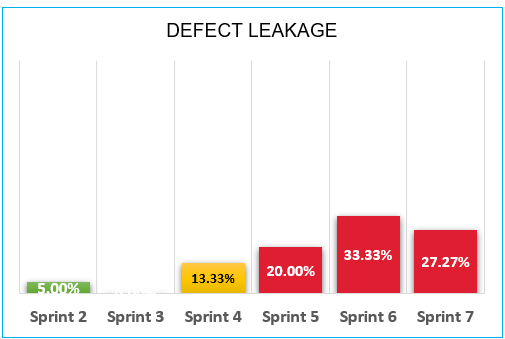 DEFECT LEAKAGE
5.00%
13.33%
20.00%
33.33%
27.27%
Sprint 2
Sprint 3
Sprint 4
Sprint 5
Sprint 6
Sprint 7